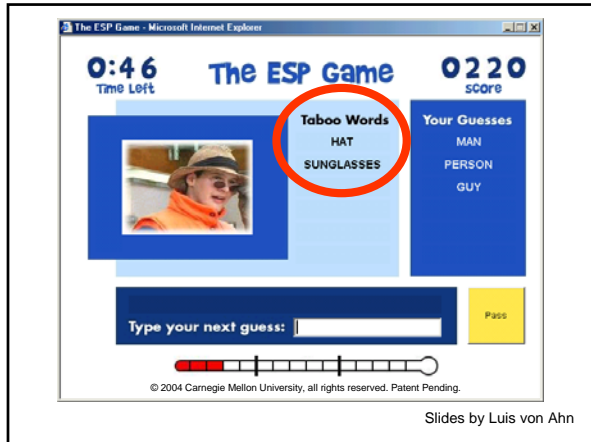 The ESP Game - Microsoft Internet Explorer
0:46
Time Left
The ESP Game
0220
score
Taboo Words
HAT
SUNGLASSES
Your Guesses
MAN
PERSON
GUY
Type your next guess:
Pass
© 2004 Carnegie Mellon University, all rights reserved. Patent Pending.
Slides by Luis von Ahn